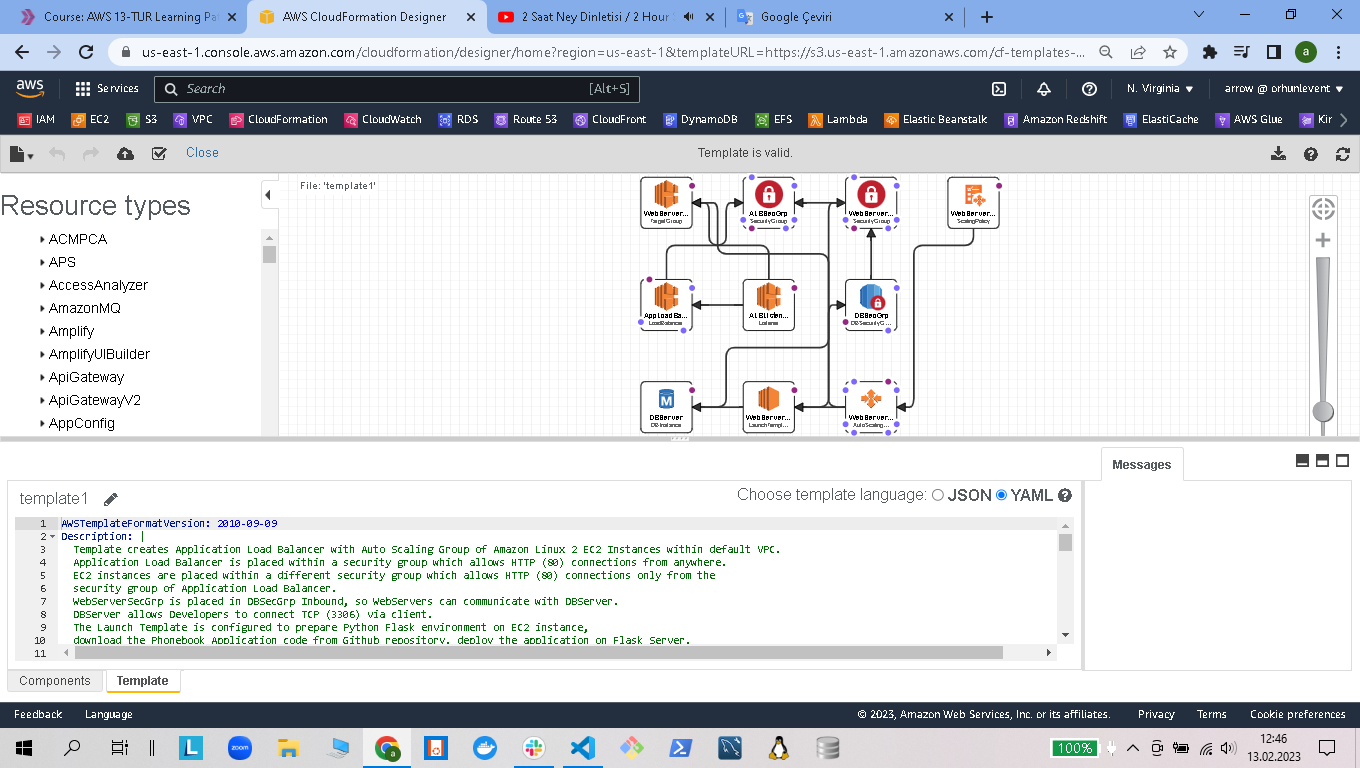 Course: AWS 13-TUR Learning Pat
AWS CloudFormation Designer
2 Saat Ney Dinletisi / 2 Hour
Google Çeviri
us-east-1.console.aws.amazon.com/cloudformation/designer/home?region=us-east-1&templateURL=https://s3.us-east-1.amazonaws.com/cf-templates-...
a
aws
Services
Search
[Alt+S]
N. Virginia
arrow @ orhunlevent
IAM
EC2
S3
VPC
CloudFormation
CloudWatch
RDS
Route 53
CloudFront
DynamoDB
EFS
Lambda
Elastic Beanstalk
Amazon Redshift
ElastiCache
AWS Glue
Kir
Close
Template is valid.
Resource types
ACMPCA
APS
AccessAnalyzer
AmazonMQ
Amplify
AmplifyUIBuilder
ApiGateway
ApiGatewayV2
AppConfig
File: 'template1'
WebServer...
TargetGroup
ALBSecGrp
SecurityGroup
WebServer...
SecurityGroup
WebServer...
ScalingPolicy
AppLoadBa...
LoadBalancer
ALBListen...
Listener
DBSecGrp
DBSecurityG...
M
DBServer
DBInstance
WebServer...
LaunchTempl...
WebServer...
AutoScaling...
template1
Choose template language: JSON YAML
1 AWSTemplateFormatVersion: 2010-09-09
2 Description: |
3 Template creates Application Load Balancer with Auto Scaling Group of Amazon Linux 2 EC2 Instances within default VPC.
4 Application Load Balancer is placed within a security group which allows HTTP (80) connections from anywhere.
5 EC2 instances are placed within a different security group which allows HTTP (80) connections only from the
6 security group of Application Load Balancer.
7 WebServerSecGrp is placed in DBSecGrp Inbound, so WebServers can communicate with DBServer.
8 DBServer allows Developers to connect TCP (3306) via client.
9 The Launch Template is configured to prepare Python Flask environment on EC2 instance,
10 download the Phonebook Application code from Github repository, deploy the application on Flask Server.
11
Messages
Components
Template
Feedback
Language
© 2023, Amazon Web Services, Inc. or its affiliates.
Privacy
Terms
Cookie preferences
L
zoom
a
100%
12:46
13.02.2023